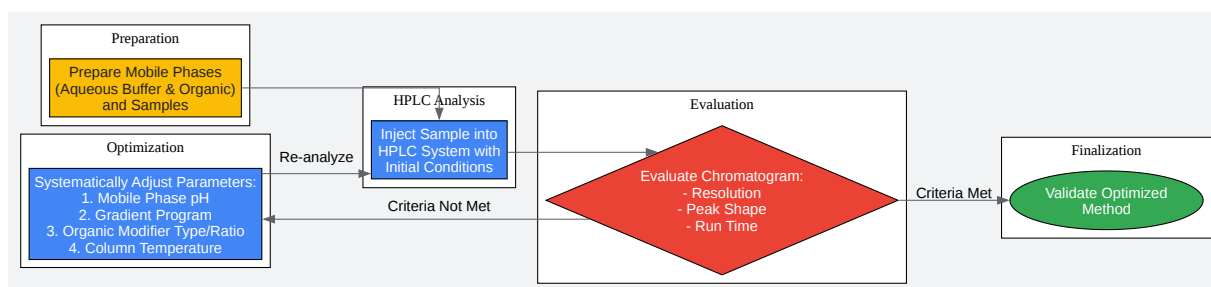 Preparation
Prepare Mobile Phases
(Aqueous Buffer & Organic)
and Samples
Optimization
Systematically Adjust Parameters:
1. Mobile Phase pH
2. Gradient Program
3. Organic Modifier Type/Ratio
4. Column Temperature
Re-analyze
HPLC Analysis
Inject Sample into
HPLC System with
Initial Conditions
Criteria Not Met
Evaluation
Evaluate Chromatogram:
- Resolution
- Peak Shape
- Run Time
Criteria Met
Finalization
Validate Optimized
Method